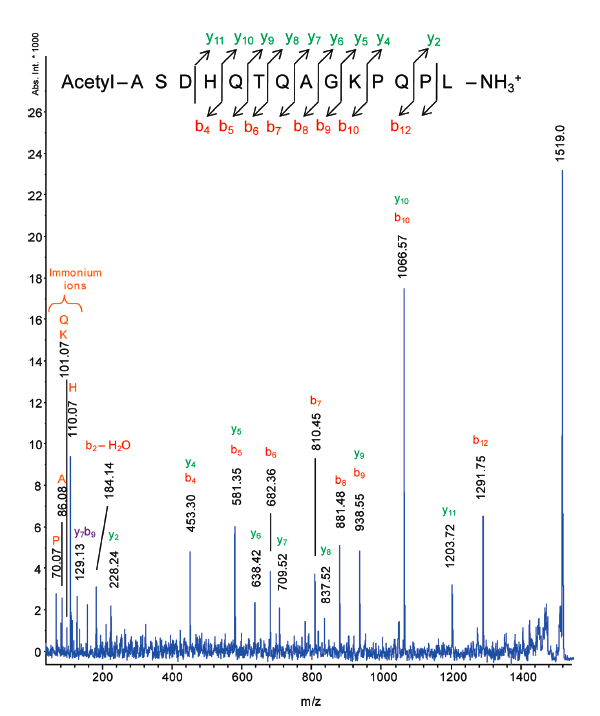 y11 y10 y9 y8 y7 y6 y5 y4 y2
Acetyl–A S D H Q T Q A G K P Q P L –NH3+
b4 b5 b6 b7 b8 b9 b10 b12
Abs. Int. * 1000
26
24
22
20
18
16
14
12
10
8
6
4
2
0
Immonium
ions
Q
K
101.07
H
110.07
A
86.08
P
70.07
y7b9
129.13
b2–H2O
184.14
y2
228.24
y4
b4
453.30
y5
b5
581.35
y6
638.42
b6
682.36
y7
709.52
b7
810.45
y8
837.52
b8
881.48
y9
b9
938.55
y10
b10
1066.57
y11
1203.72
b12
1291.75
1519.0
200 400 600 800 1000 1200 1400
m/z